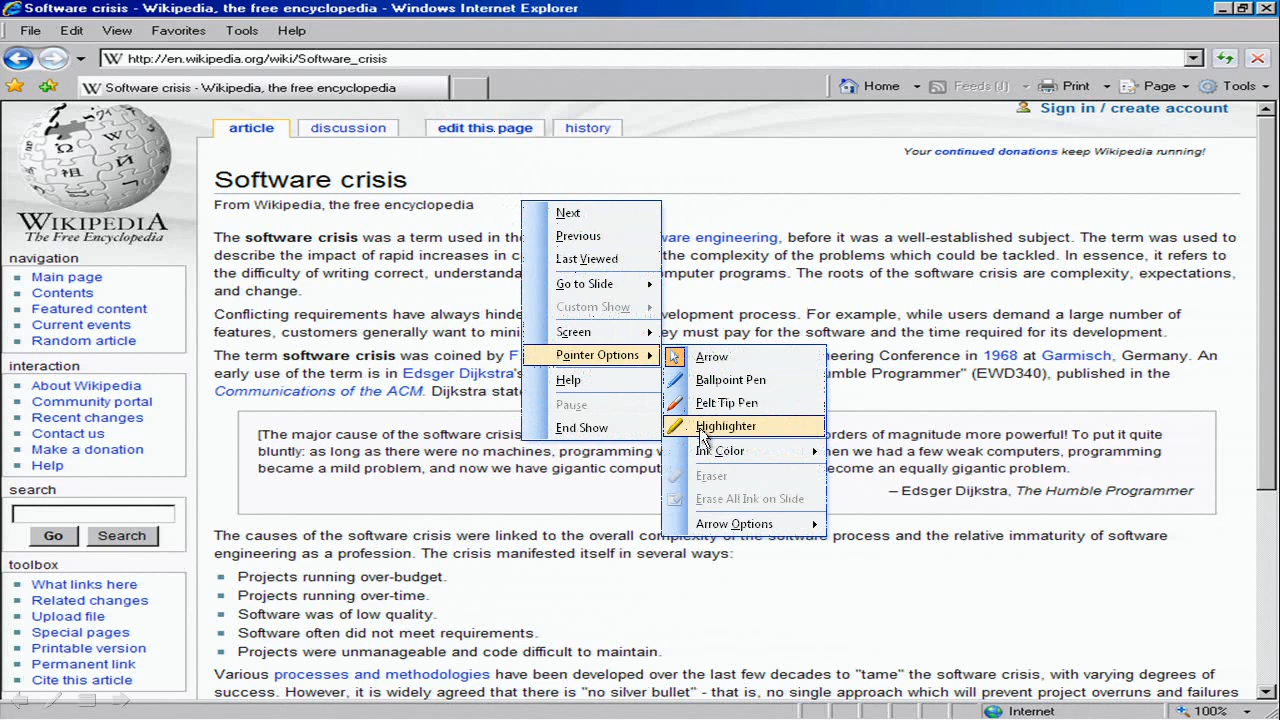 Software crisis - Wikipedia, the free encyclopedia - Windows Internet Explorer
File Edit View Favorites Tools Help
http://en.wikipedia.org/wiki/Software_crisis
Software crisis - Wikipedia, the free encyclopedia
Home Feeds (J) Print Page Tools
Sign in / create account
article discussion edit this page history
Your continued donations keep Wikipedia running!
WIKIPEDIA
The Free Encyclopedia
navigation
Main page
Contents
Featured content
Current events
Random article
interaction
About Wikipedia
Community portal
Recent changes
Contact us
Make a donation
Help
search
Go Search
toolbox
What links here
Related changes
Upload file
Special pages
Printable version
Permanent link
Cite this article
Software crisis
From Wikipedia, the free encyclopedia
The software crisis was a term used in the ware engineering, before it was a well-established subject. The term was used to
describe the impact of rapid increases in c the complexity of the problems which could be tackled. In essence, it refers to
the difficulty of writing correct, understanda mputer programs. The roots of the software crisis are complexity, expectations,
and change.
Conflicting requirements have always hinde velopment process. For example, while users demand a large number of
features, customers generally want to mini ey must pay for the software and the time required for its development.
The term software crisis was coined by F neering Conference in 1968 at Garmisch, Germany. An
early use of the term is in Edsger Dijkstra's umble Programmer" (EWD340), published in the
Communications of the ACM. Dijkstra state
[The major cause of the software crisis orders of magnitude more powerful! To put it quite
bluntly: as long as there were no machines, programming w hen we had a few weak computers, programming
became a mild problem, and now we have gigantic comput ecome an equally gigantic problem.
– Edsger Dijkstra, The Humble Programmer
The causes of the software crisis were linked to the overall complexity of the software process and the relative immaturity of software
engineering as a profession. The crisis manifested itself in several ways:
Projects running over-budget.
Projects running over-time.
Software was of low quality.
Software often did not meet requirements.
Projects were unmanageable and code difficult to maintain.
Various processes and methodologies have been developed over the last few decades to "tame" the software crisis, with varying degrees of
success. However, it is widely agreed that there is "no silver bullet" - that is, no single approach which will prevent project overruns and failures
Next
Previous
Last Viewed
Go to Slide
Custom Show
Screen
Pointer Options
Help
Pause
End Show
Arrow
Ballpoint Pen
Felt Tip Pen
Highlighter
Ink Color
Eraser
Erase All Ink on Slide
Arrow Options
Internet 100%